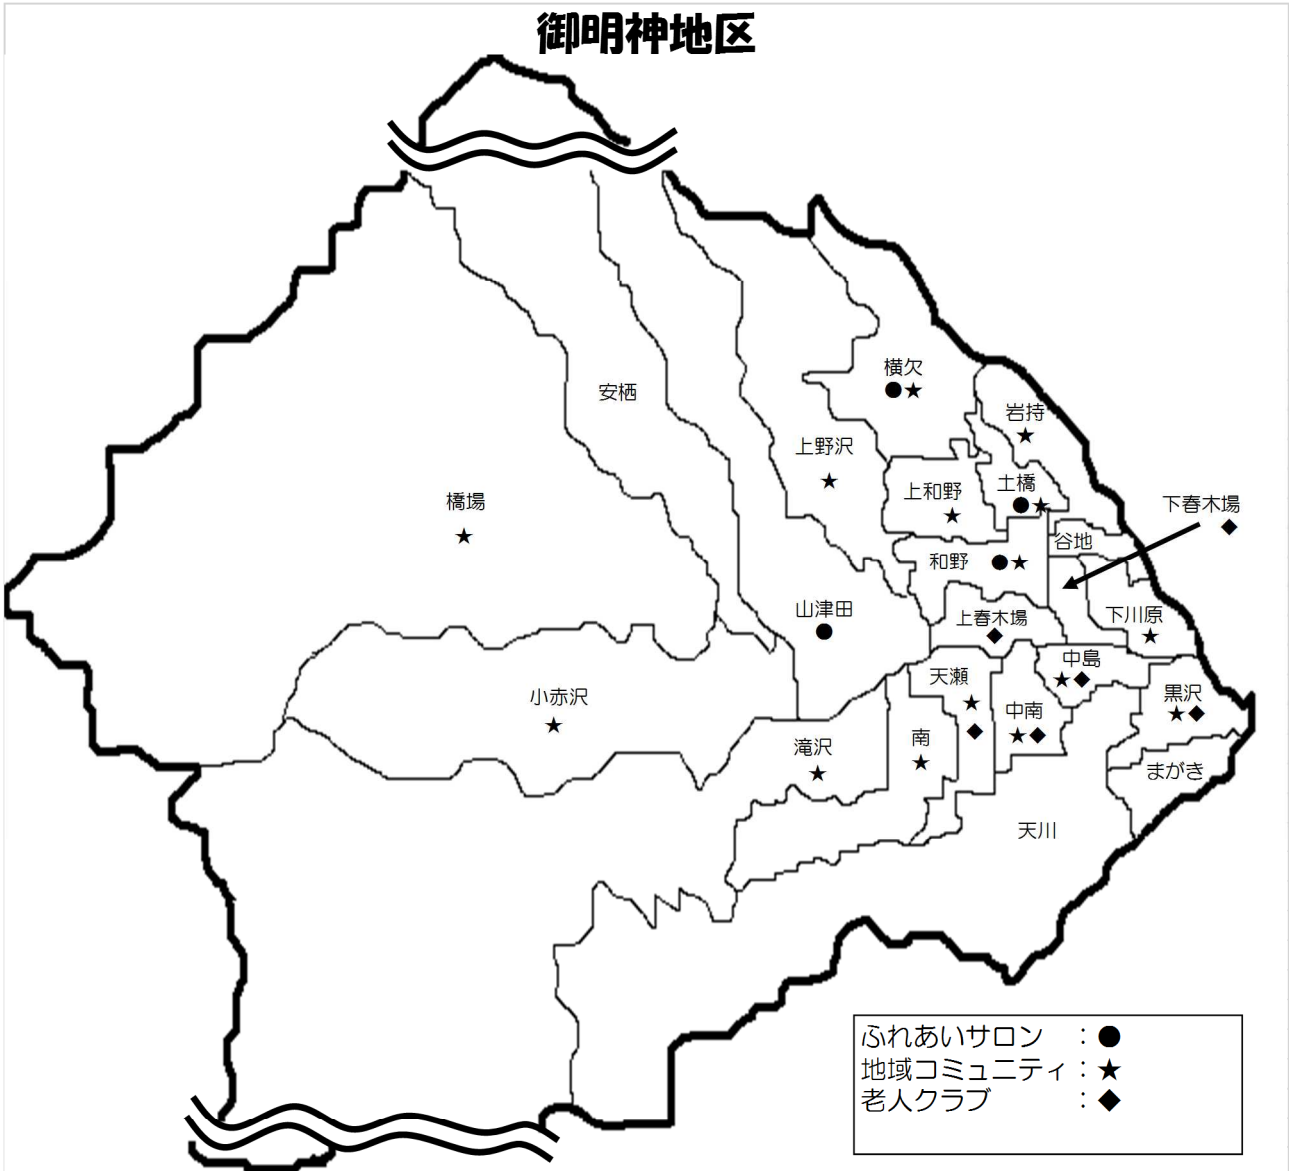 御明神地区
横欠
●★
安栖
岩持
★
上野沢
★
上和野
★
土橋
●★
橋場
★
下春木場
◆
谷地
和野 ●★
山津田
●
上春木場
◆
下川原
★
中島
★◆
天瀬
★
◆
小赤沢
★
黒沢
★◆
中南
★◆
南
★
滝沢
★
まがき
天川
ふれあいサロン ：●
地域コミュニティ：★
老人クラブ ：◆